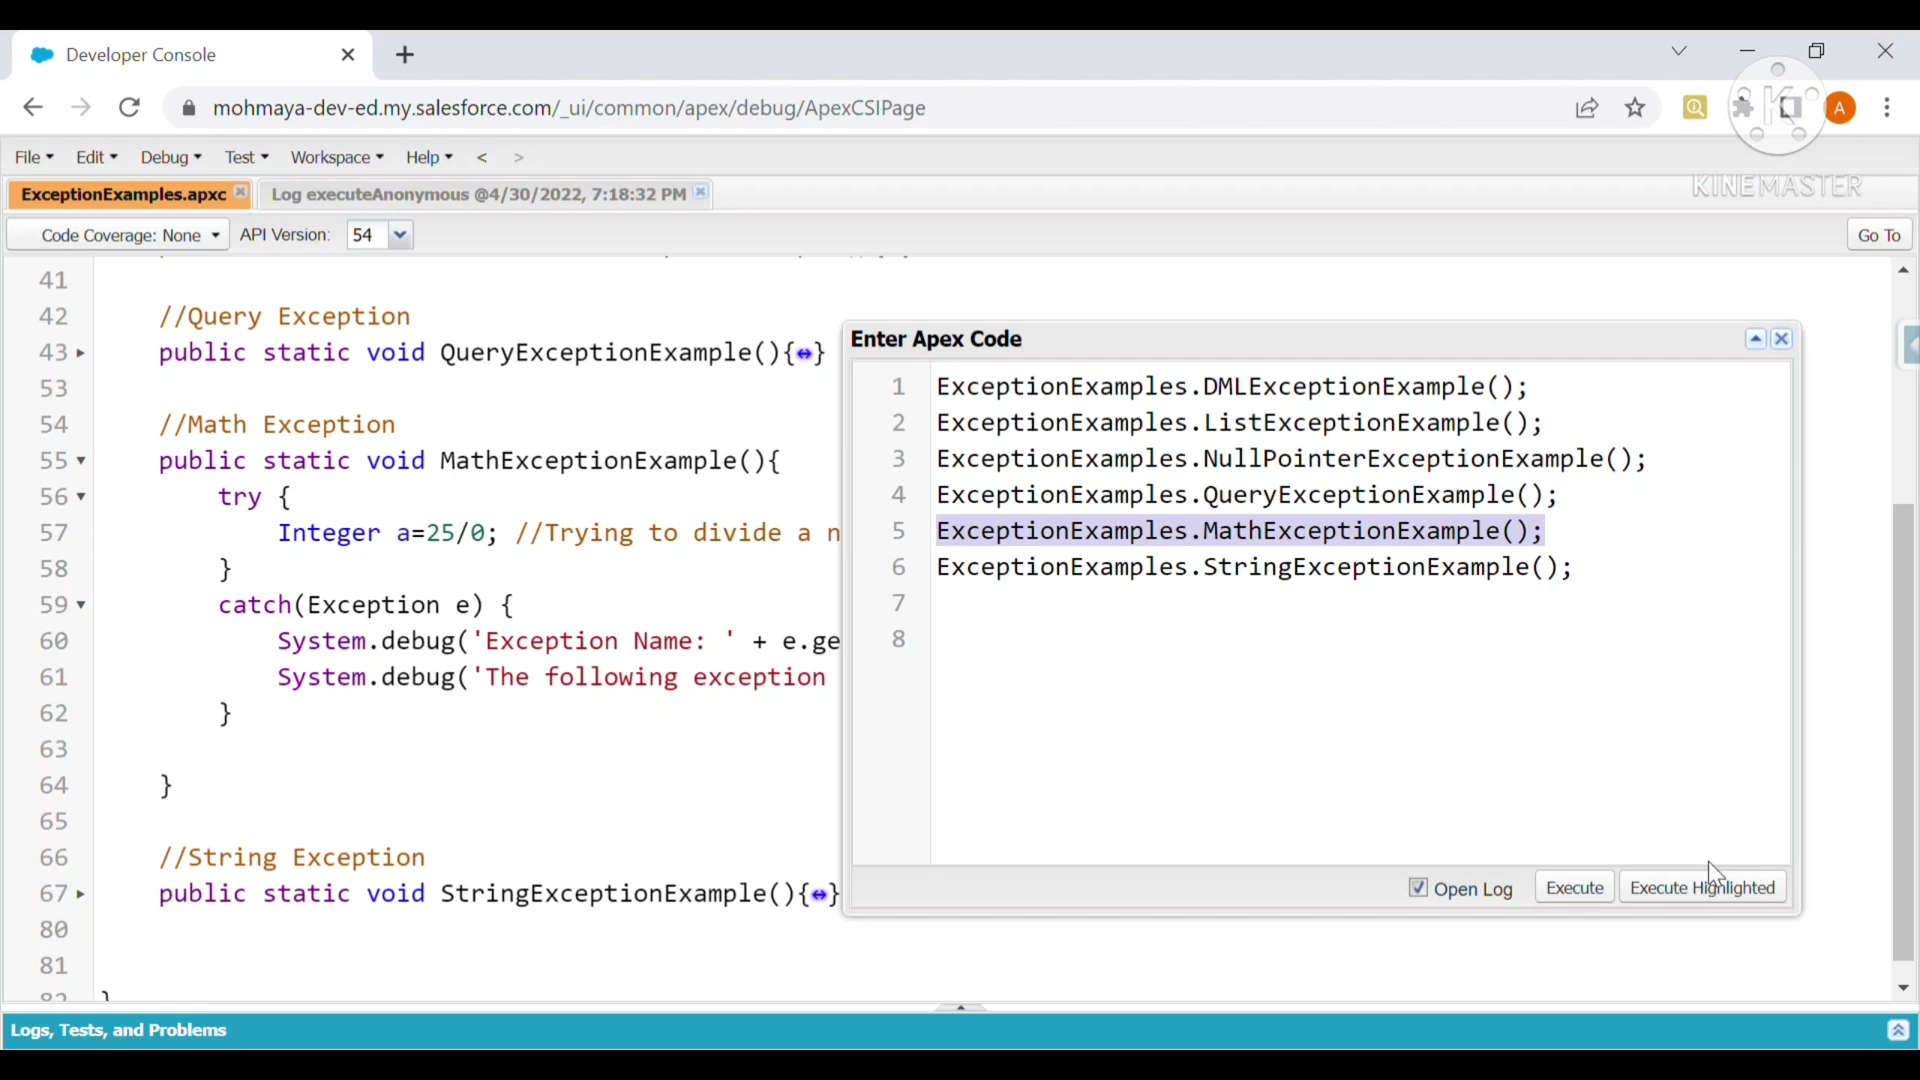 Developer Console
mohmaya-dev-ed.my.salesforce.com/_ui/common/apex/debug/ApexCSIPage
A
K
KINEMASTER
File Edit Debug Test Workspace Help < >
ExceptionExamples.apxc Log executeAnonymous @4/30/2022, 7:18:32 PM
Code Coverage: None API Version: 54 Go To
41
42 //Query Exception
43 public static void QueryExceptionExample(){}
53
54 //Math Exception
55 public static void MathExceptionExample(){
56 try {
57 Integer a=25/0; //Trying to divide a n
58 }
59 catch(Exception e) {
60 System.debug('Exception Name: ' + e.ge
61 System.debug('The following exception
62 }
63
64 }
65
66 //String Exception
67 public static void StringExceptionExample(){}
80
81
82 }
Enter Apex Code
1 ExceptionExamples.DMLExceptionExample();
2 ExceptionExamples.ListExceptionExample();
3 ExceptionExamples.NullPointerExceptionExample();
4 ExceptionExamples.QueryExceptionExample();
5 ExceptionExamples.MathExceptionExample();
6 ExceptionExamples.StringExceptionExample();
7
8
Open Log Execute Execute Highlighted
Logs, Tests, and Problems